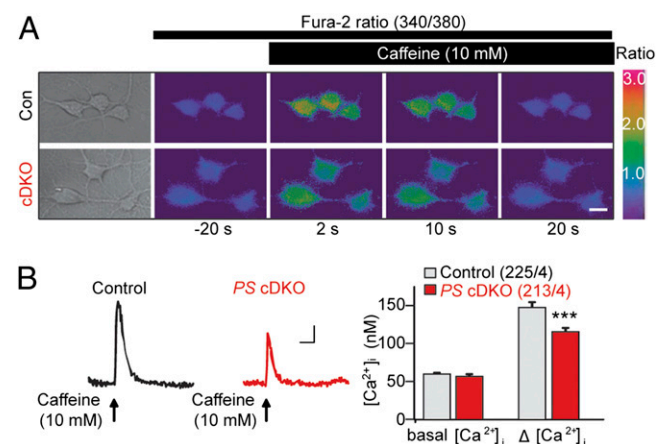 A
Fura-2 ratio (340/380)
Caffeine (10 mM)
Ratio
Con
cDKO
3.0
2.0
1.0
-20 s 2 s 10 s 20 s
B
Control
PS cDKO
Caffeine
(10 mM)
Caffeine
(10 mM)
Control (225/4)
PS cDKO (213/4)
[Ca²⁺]i (nM)
150
100
50
0
***
basal [Ca²⁺]i
Δ [Ca²⁺]i